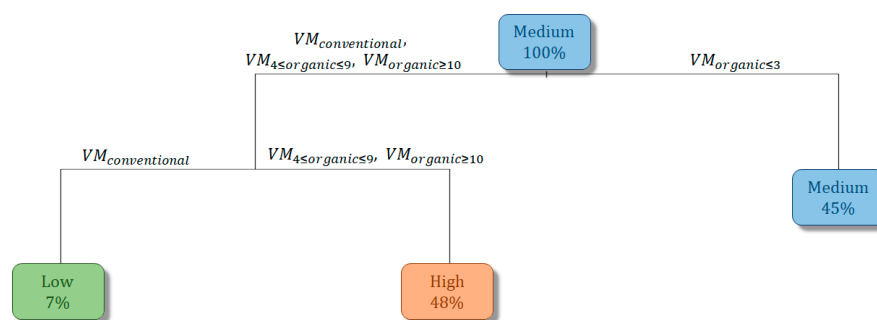 Medium
100%
VM_conventional,
VM_4≤organic≤9, VM_organic≥10
VM_organic≤3
VM_conventional
VM_4≤organic≤9, VM_organic≥10
Medium
45%
Low
7%
High
48%